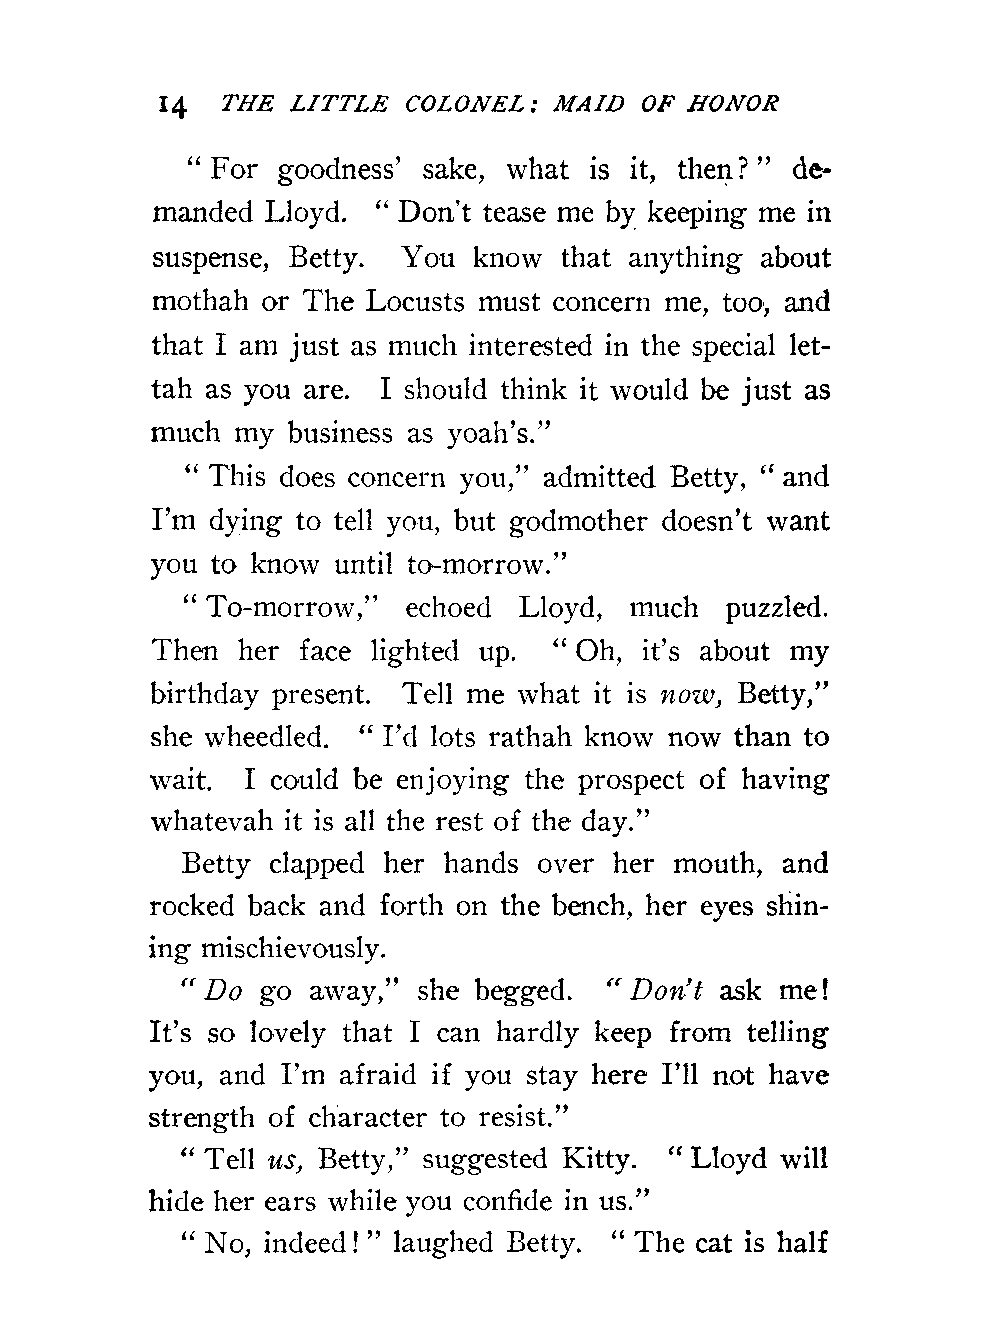 14 THE LITTLE COLONEL: MAID OF HONOR
“ For goodness’ sake, what is it, then? ” de-
manded Lloyd. “ Don’t tease me by keeping me in
suspense, Betty. You know that anything about
mothah or The Locusts must concern me, too, and
that I am just as much interested in the special let-
tah as you are. I should think it would be just as
much my business as yoah’s.”
“ This does concern you,” admitted Betty, “ and
I’m dying to tell you, but godmother doesn’t want
you to know until to-morrow.”
“ To-morrow,” echoed Lloyd, much puzzled.
Then her face lighted up. “ Oh, it’s about my
birthday present. Tell me what it is now, Betty,”
she wheedled. “ I’d lots rathah know now than to
wait. I could be enjoying the prospect of having
whatevah it is all the rest of the day.”
Betty clapped her hands over her mouth, and
rocked back and forth on the bench, her eyes shin-
ing mischievously.
“ Do go away,” she begged. “ Don’t ask me!
It’s so lovely that I can hardly keep from telling
you, and I’m afraid if you stay here I’ll not have
strength of character to resist.”
“ Tell us, Betty,” suggested Kitty. “ Lloyd will
hide her ears while you confide in us.”
“ No, indeed! ” laughed Betty. “ The cat is half